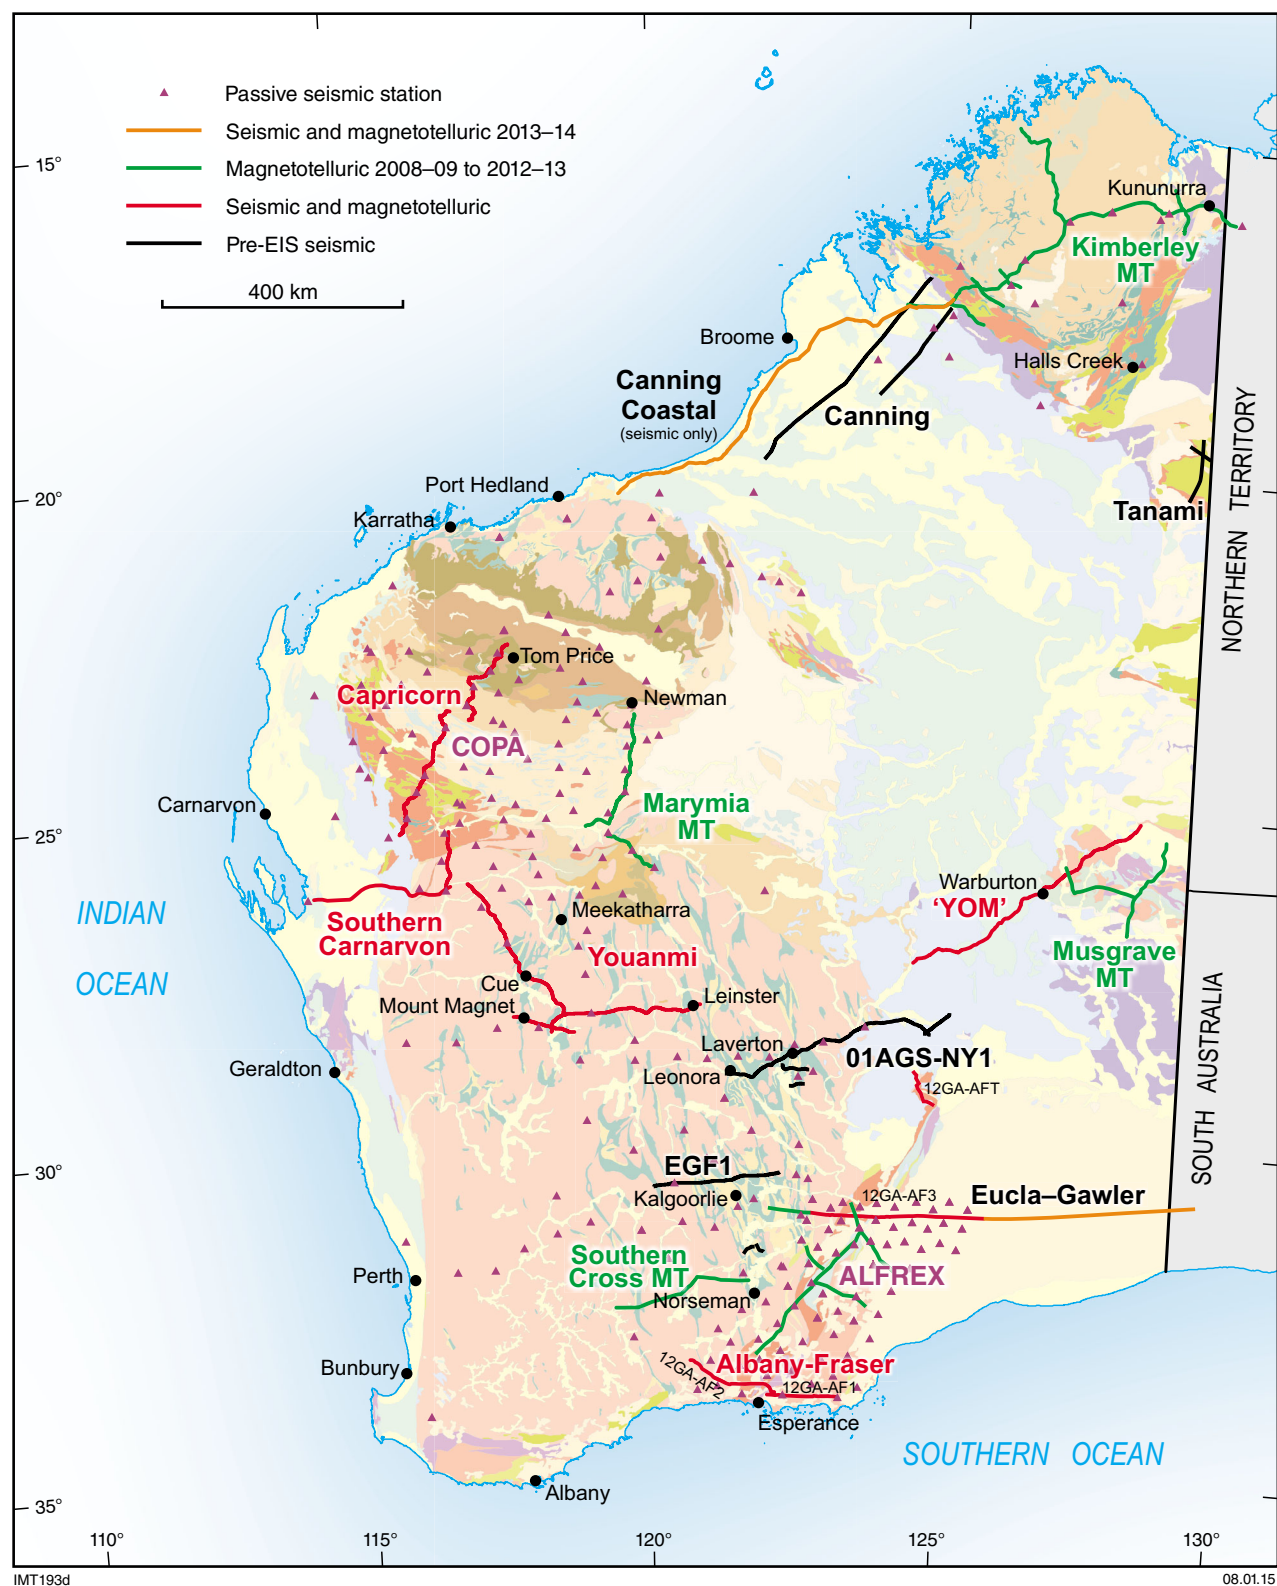 Passive seismic station
Seismic and magnetotelluric 2013–14
Magnetotelluric 2008–09 to 2012–13
Seismic and magnetotelluric
Pre-EIS seismic
400 km
15°
Kununurra
Kimberley
MT
Broome
Halls Creek
Canning
Coastal
(seismic only)
Canning
NORTHERN TERRITORY
20°
Port Hedland
Karratha
Tanami
Tom Price
Capricorn
Newman
COPA
Carnarvon
Marymia
MT
25°
Warburton
‘YOM’
INDIAN
OCEAN
Southern
Carnarvon
Meekatharra
Youanmi
Musgrave
MT
Cue
Mount Magnet
Leinster
Laverton
01AGS-NY1
Geraldton
Leonora
12GA-AFT
SOUTH AUSTRALIA
30°
EGF1
Kalgoorlie
12GA-AF3
Eucla–Gawler
Southern
Cross MT
ALFREX
Perth
Norseman
Bunbury
12GA-AF2
Albany-Fraser
12GA-AF1
Esperance
SOUTHERN OCEAN
Albany
35°
110°
115°
120°
125°
130°
IMT193d
08.01.15